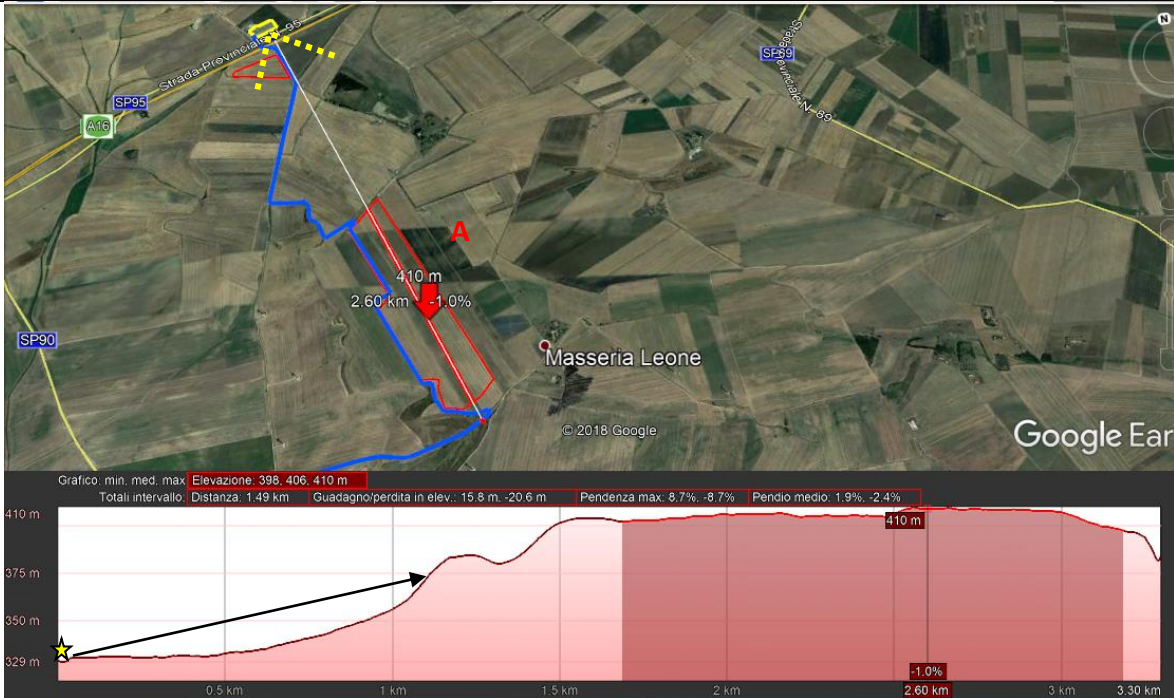 Strada Provinciale N. 95
SP95
A16
SP89
Strada Provinciale N. 89
N
A
410 m
2.60 km -1.0%
SP90
Masseria Leone
© 2018 Google
Google Ear
Grafico: min. med. max Elevazione: 398, 406, 410 m
Totali intervallo: Distanza: 1.49 km Guadagno/perdita in elev.: 15.8 m, -20.6 m Pendenza max: 8.7%, -8.7% Pendio medio: 1.9%, -2.4%
410 m
410 m
375 m
350 m
329 m
-1.0%
0.5 km 1 km 1.5 km 2 km 2.60 km 3 km 3.30 km